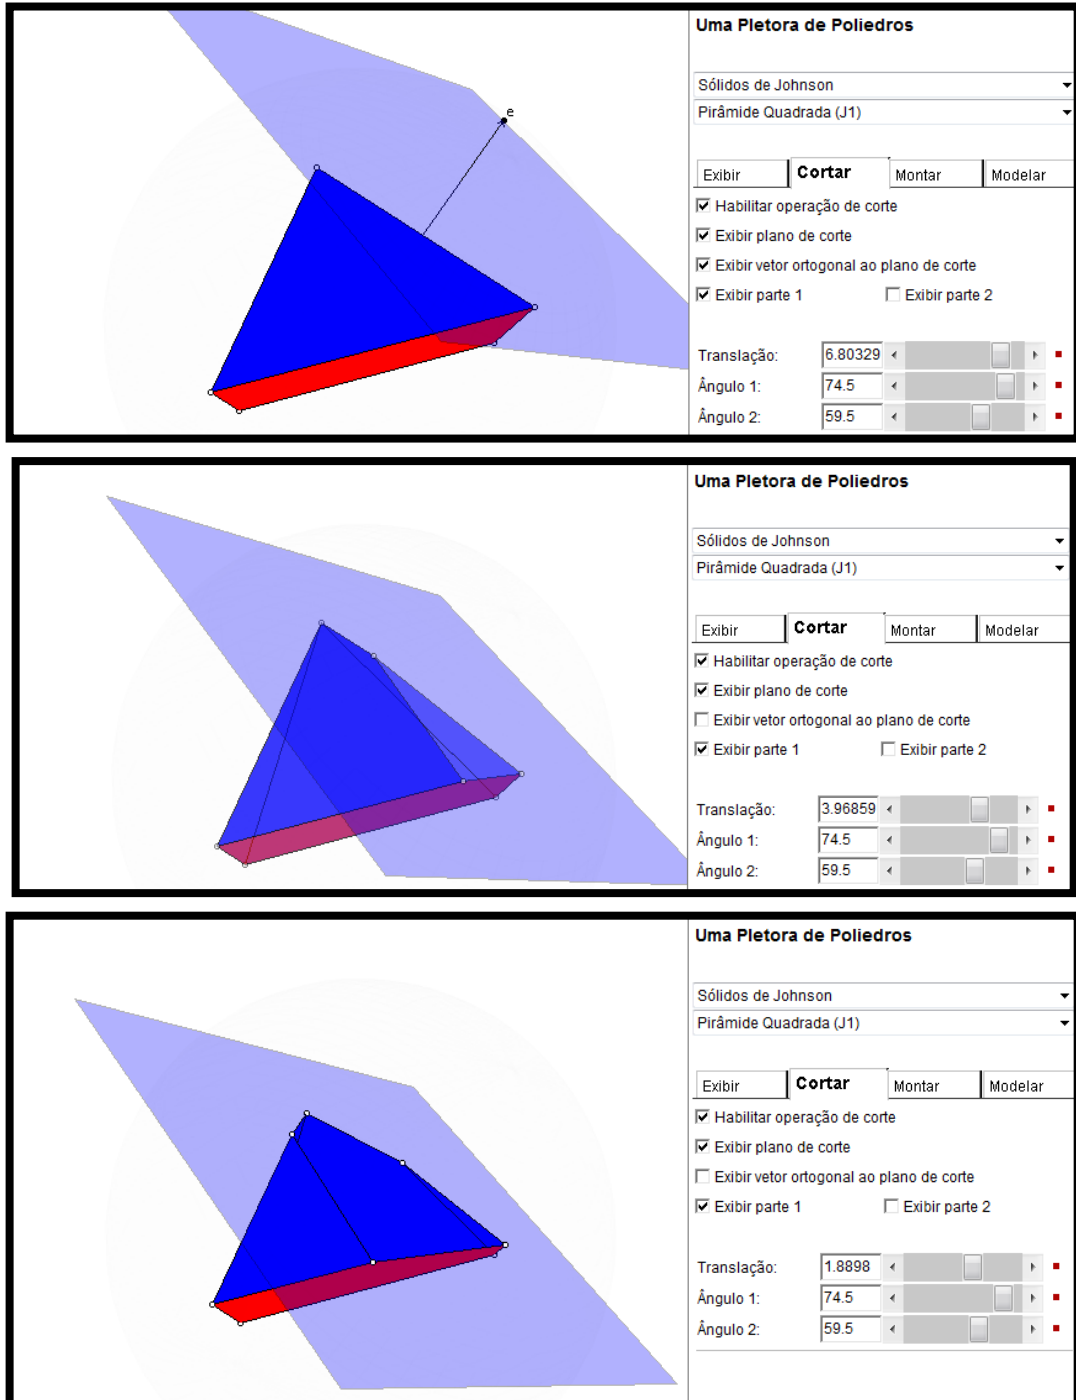 Uma Pletora de Poliedros
Sólidos de Johnson
Pirâmide Quadrada (J1)
Exibir Cortar Montar Modelar
Habilitar operação de corte
Exibir plano de corte
Exibir vetor ortogonal ao plano de corte
Exibir parte 1 Exibir parte 2
e
Translação: 6.80329
Ângulo 1: 74.5
Ângulo 2: 59.5
Uma Pletora de Poliedros
Sólidos de Johnson
Pirâmide Quadrada (J1)
Exibir Cortar Montar Modelar
Habilitar operação de corte
Exibir plano de corte
Exibir vetor ortogonal ao plano de corte
Exibir parte 1 Exibir parte 2
Translação: 3.96859
Ângulo 1: 74.5
Ângulo 2: 59.5
Uma Pletora de Poliedros
Sólidos de Johnson
Pirâmide Quadrada (J1)
Exibir Cortar Montar Modelar
Habilitar operação de corte
Exibir plano de corte
Exibir vetor ortogonal ao plano de corte
Exibir parte 1 Exibir parte 2
Translação: 1.8898
Ângulo 1: 74.5
Ângulo 2: 59.5